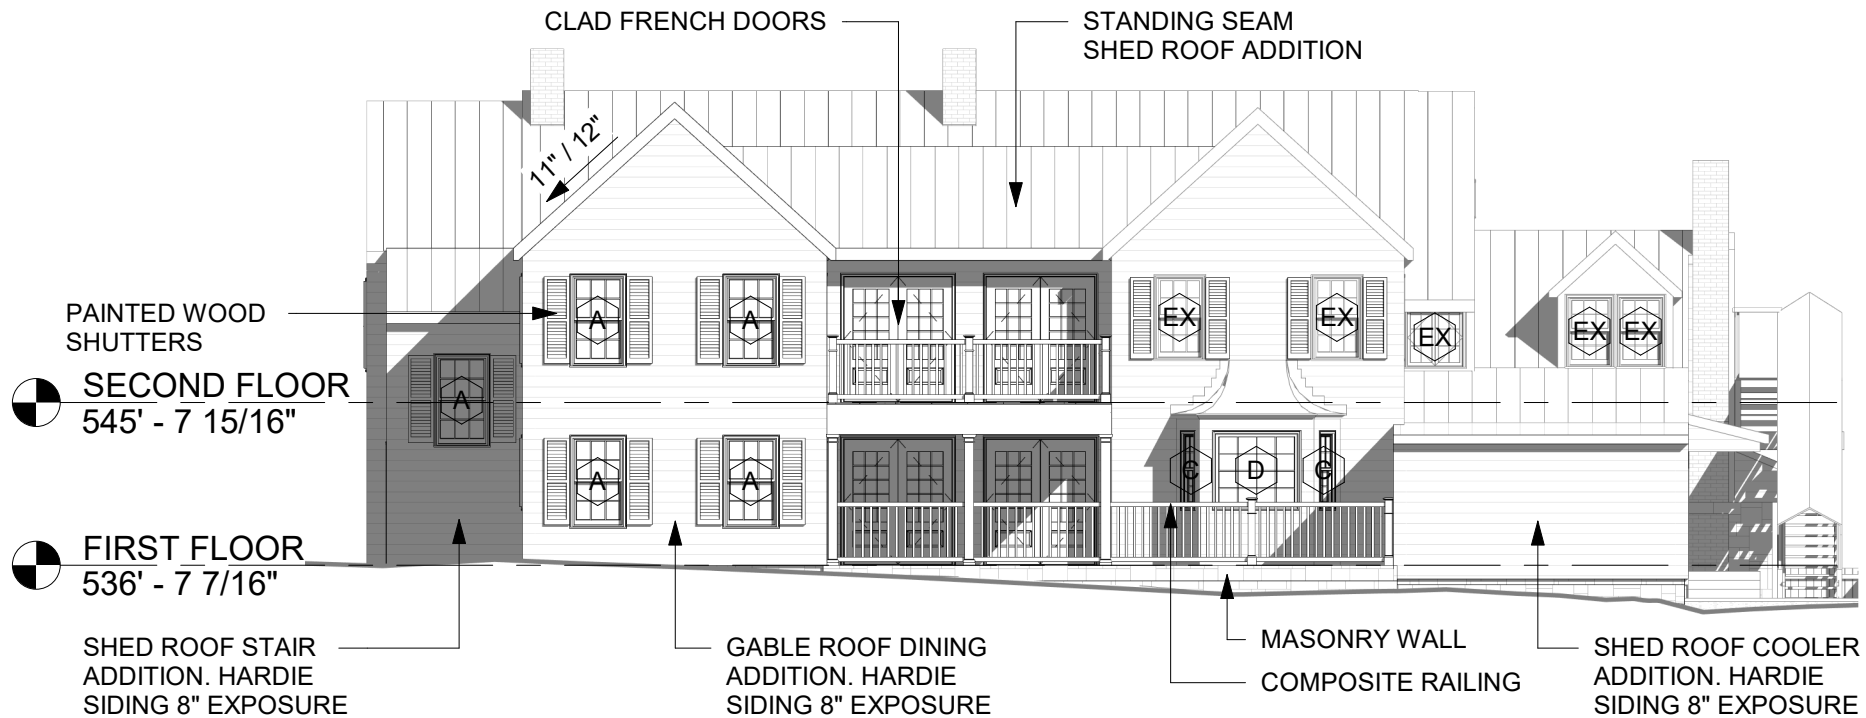 CLAD FRENCH DOORS
STANDING SEAM
SHED ROOF ADDITION
11" / 12"
PAINTED WOOD
SHUTTERS
A
A
EX
EX
EX
EX
EX
SECOND FLOOR
545' - 7 15/16"
A
A
A
C
D
C
FIRST FLOOR
536' - 7 7/16"
SHED ROOF STAIR
ADDITION. HARDIE
SIDING 8" EXPOSURE
GABLE ROOF DINING
ADDITION. HARDIE
SIDING 8" EXPOSURE
MASONRY WALL
COMPOSITE RAILING
SHED ROOF COOLER
ADDITION. HARDIE
SIDING 8" EXPOSURE